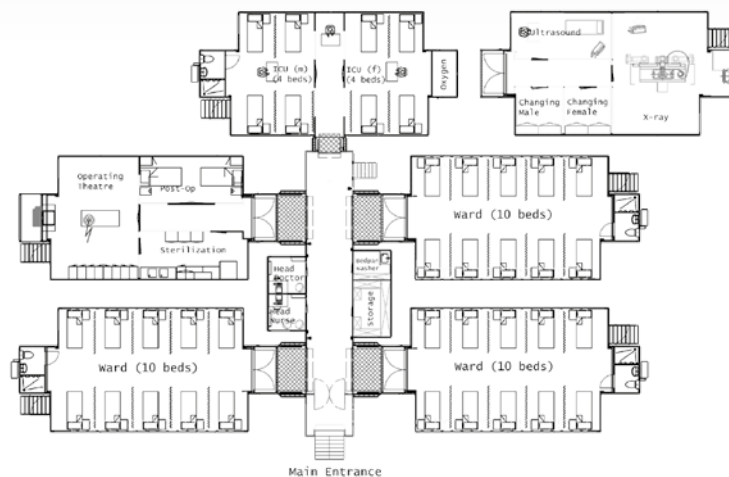 Ultrasound
ICU (m)
(4 beds)
ICU (f)
(4 beds)
Oxygen
Changing
Male
Changing
Female
X-ray
Operating
Theatre
Post-Op
Ward (10 beds)
Sterilization
Head
Doctor
Bedpan
washer
Head
Nurse
Storage
Ward (10 beds)
Ward (10 beds)
Main Entrance